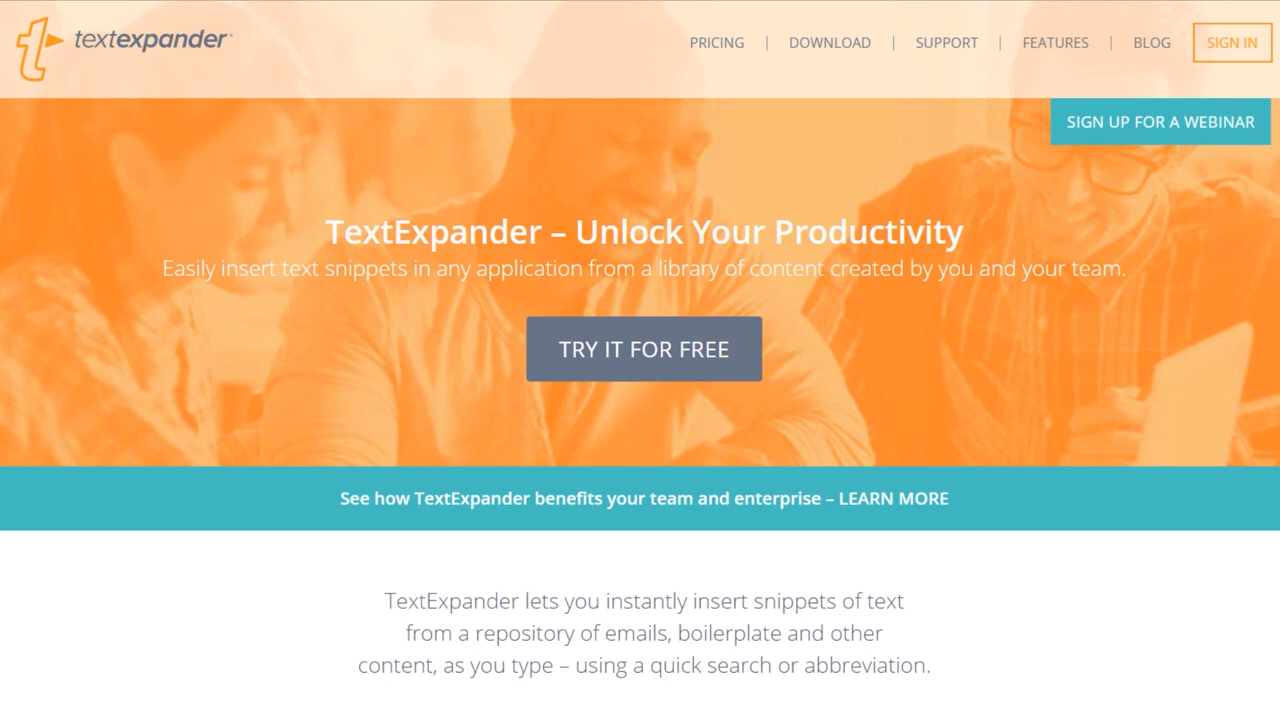 textexpander
PRICING | DOWNLOAD | SUPPORT | FEATURES | BLOG SIGN IN
SIGN UP FOR A WEBINAR
TextExpander – Unlock Your Productivity
Easily insert text snippets in any application from a library of content created by you and your team.
TRY IT FOR FREE
See how TextExpander benefits your team and enterprise – LEARN MORE
TextExpander lets you instantly insert snippets of text
from a repository of emails, boilerplate and other
content, as you type – using a quick search or abbreviation.